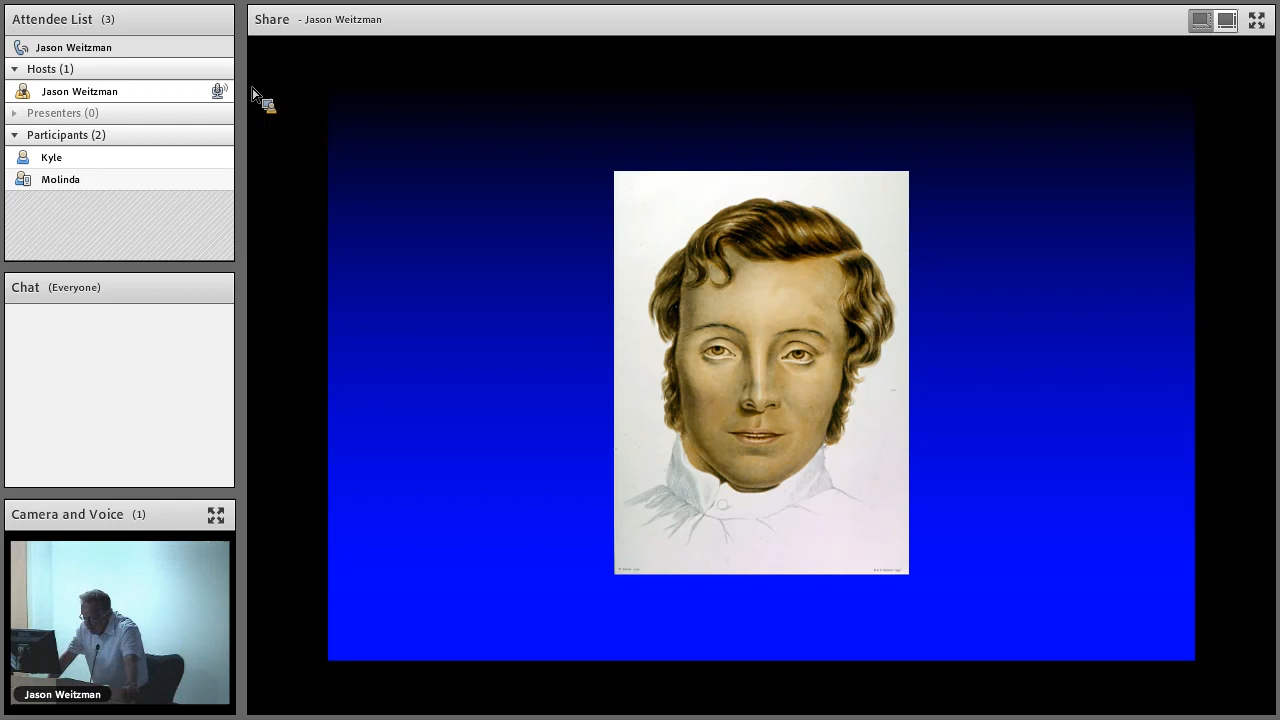 Attendee List (3)
Jason Weitzman
Hosts (1)
Jason Weitzman
Presenters (0)
Participants (2)
Kyle
Molinda
Chat (Everyone)
Camera and Voice (1)
Jason Weitzman
Share - Jason Weitzman